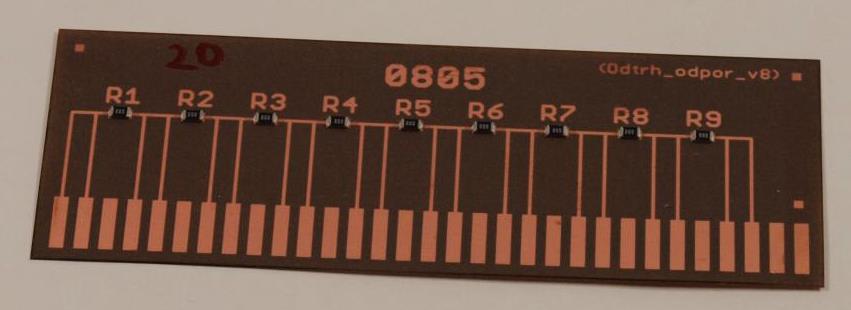 20
0805
(Odtrh_odpor_v8)
R1 R2 R3 R4 R5 R6 R7 R8 R9